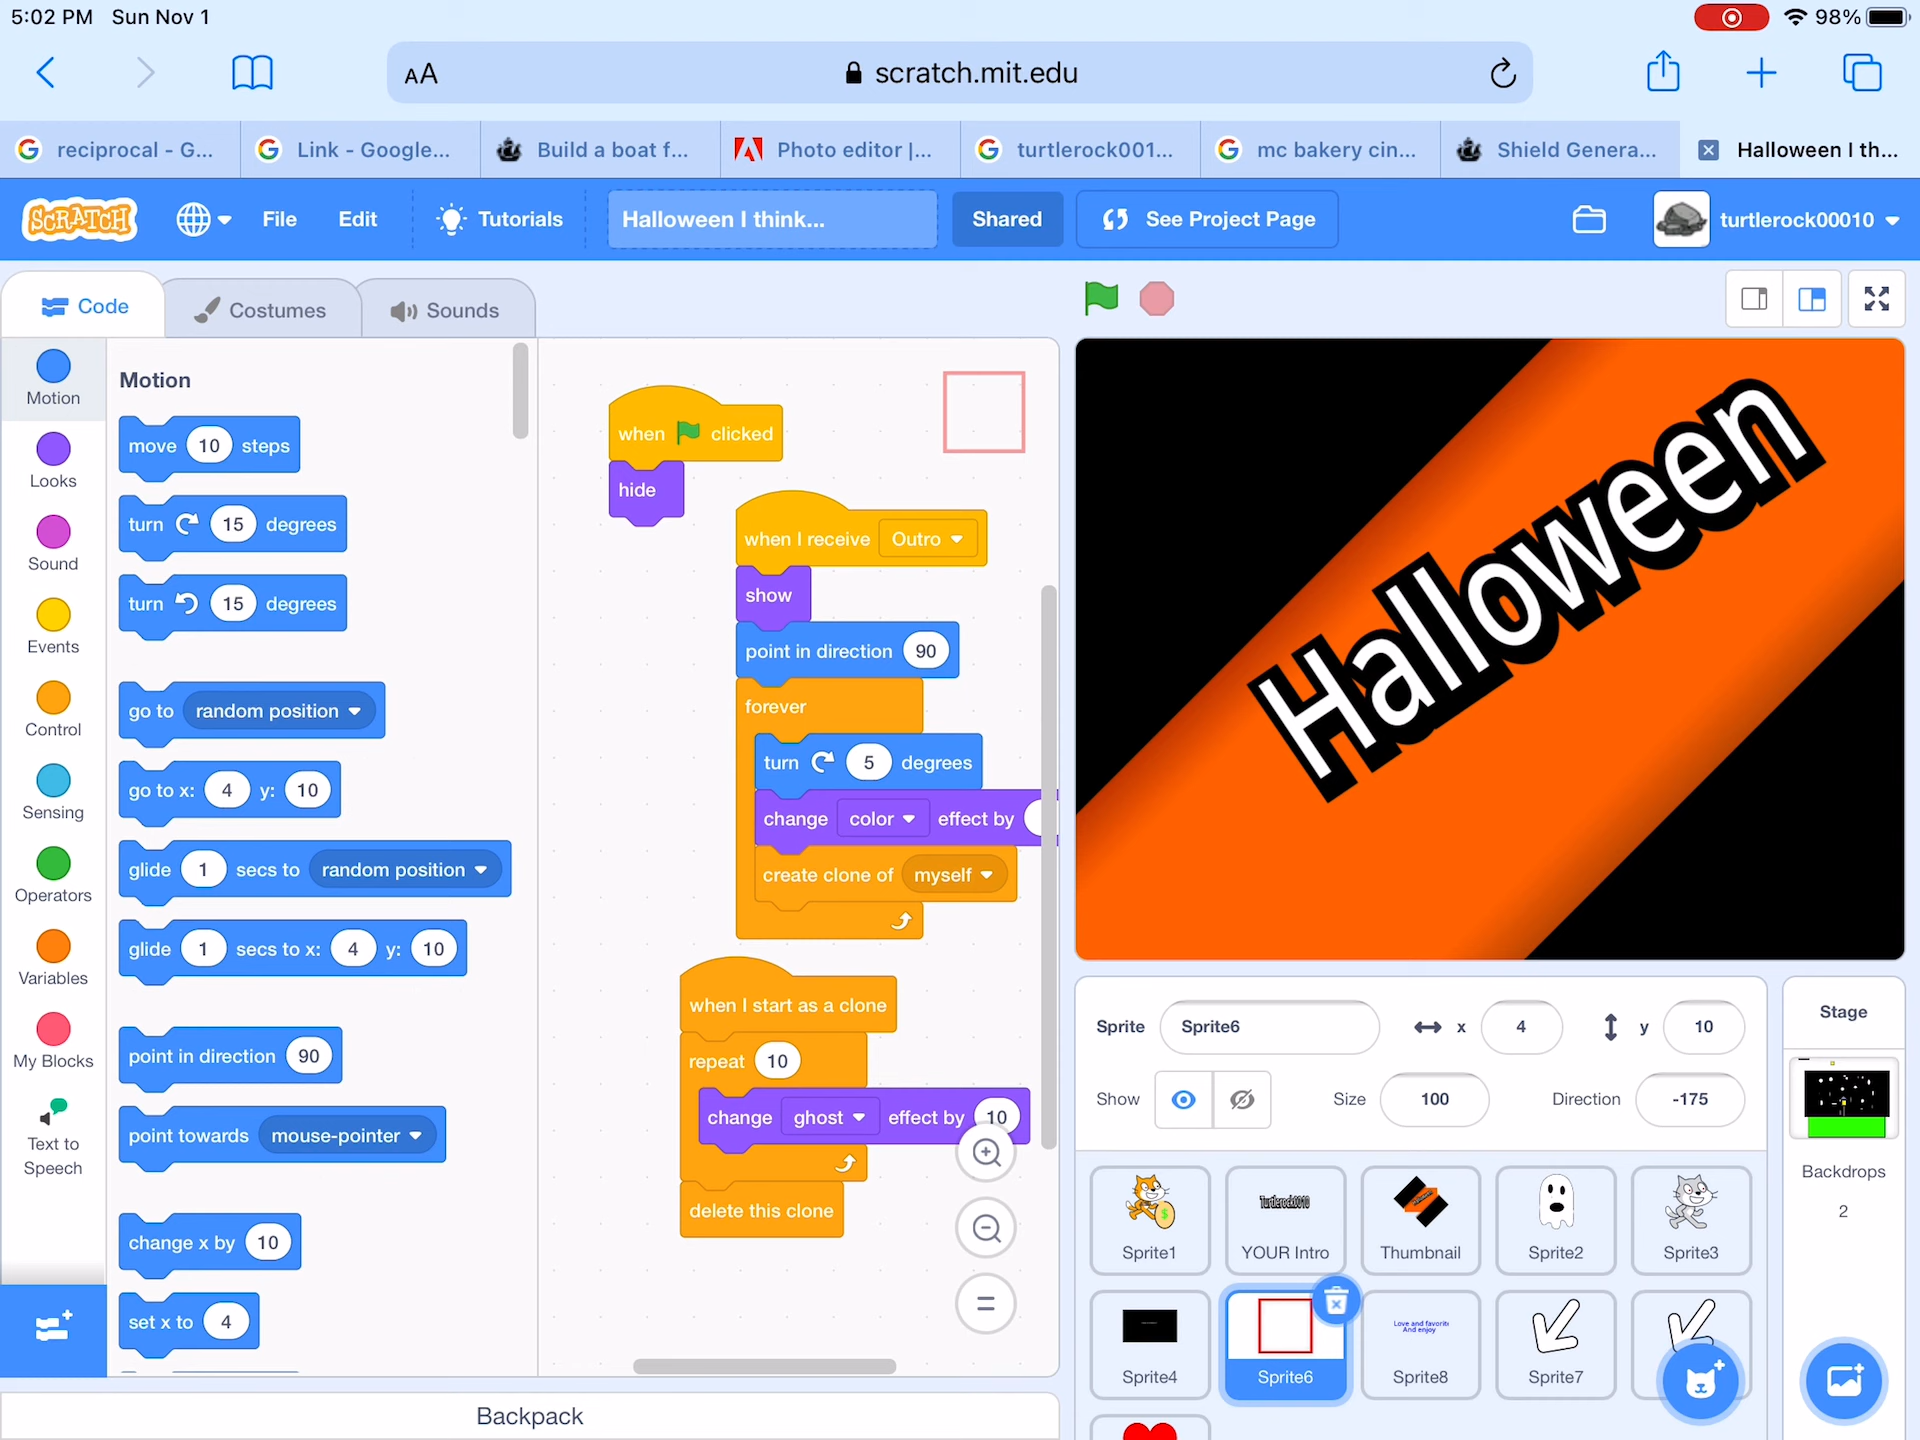 5:02 PM Sun Nov 1
98%
AA scratch.mit.edu
reciprocal - G...
Link - Google...
Build a boat f...
Photo editor |...
turtlerock001...
mc bakery cin...
Shield Genera...
Halloween I th...
SCRATCH
File
Edit
Tutorials
Halloween I think...
Shared
See Project Page
turtlerock00010
Code
Costumes
Sounds
Motion
Looks
Sound
Events
Control
Sensing
Operators
Variables
My Blocks
Text to
Speech
Motion
move 10 steps
turn 15 degrees
turn 15 degrees
go to random position
go to x: 4 y: 10
glide 1 secs to random position
glide 1 secs to x: 4 y: 10
point in direction 90
point towards mouse-pointer
change x by 10
set x to 4
when clicked
hide
when I receive Outro
show
point in direction 90
forever
turn 5 degrees
change color effect by
create clone of myself
when I start as a clone
repeat 10
change ghost effect by 10
delete this clone
Backpack
Halloween
Sprite Sprite6 x 4 y 10
Show Size 100 Direction -175
Sprite1
Turtlerock0010
YOUR Intro
Thumbnail
Sprite2
Sprite3
Sprite4
Sprite6
Love and favorite
And enjoy
Sprite8
Sprite7
Stage
Backdrops
2